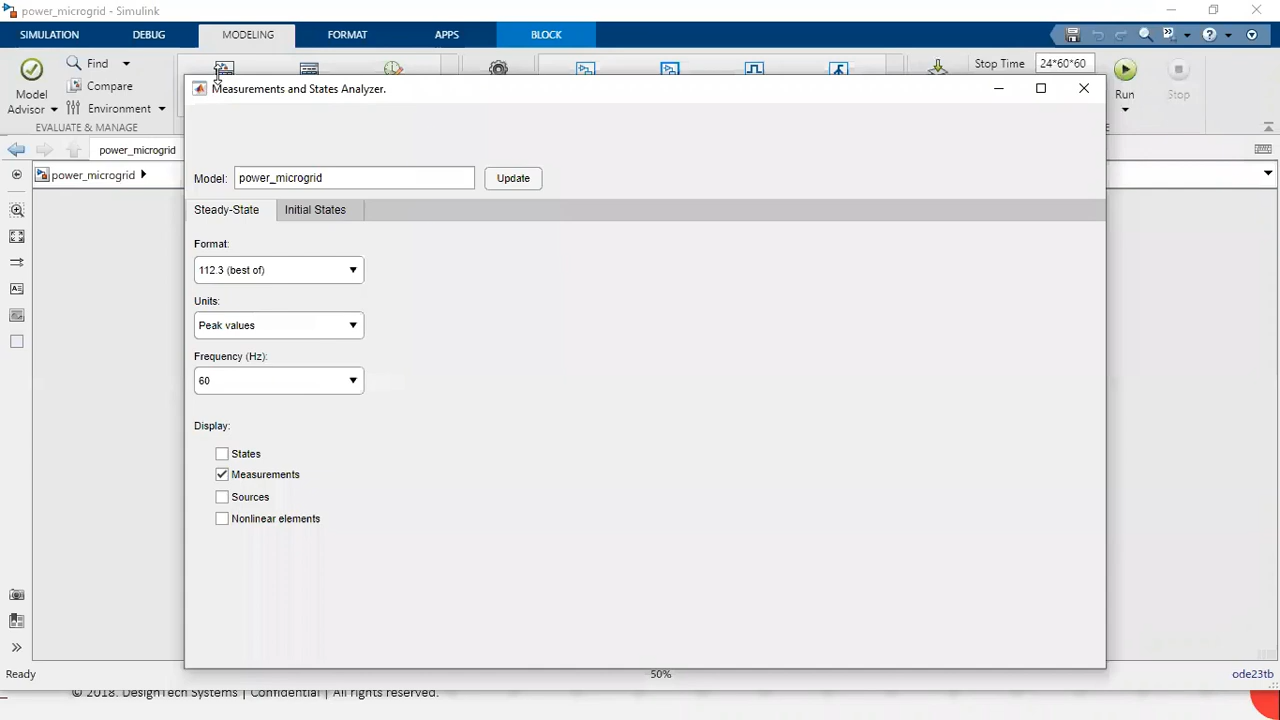 power_microgrid - Simulink
SIMULATION
DEBUG
MODELING
FORMAT
APPS
BLOCK
Model
Advisor
Find
Compare
Environment
EVALUATE & MANAGE
Stop Time
24*60*60
Run
Stop
E
power_microgrid
power_microgrid
Measurements and States Analyzer.
Model:
power_microgrid
Update
Steady-State
Initial States
Format:
112.3 (best of)
Units:
Peak values
Frequency (Hz):
60
Display:
States
Measurements
Sources
Nonlinear elements
Ready
50%
ode23tb
© 2018. DesignTech Systems | Confidential | All rights reserved.